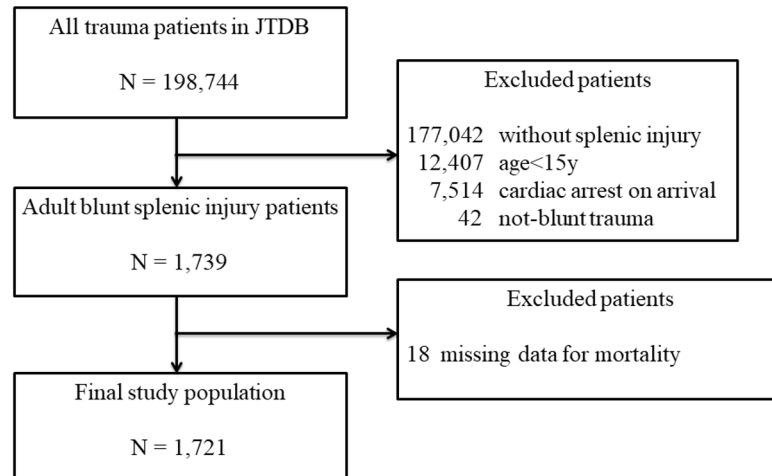 All trauma patients in JTDB
N = 198,744
Excluded patients
177,042 without splenic injury
12,407 age<15y
7,514 cardiac arrest on arrival
42 not-blunt trauma
Adult blunt splenic injury patients
N = 1,739
Excluded patients
18 missing data for mortality
Final study population
N = 1,721